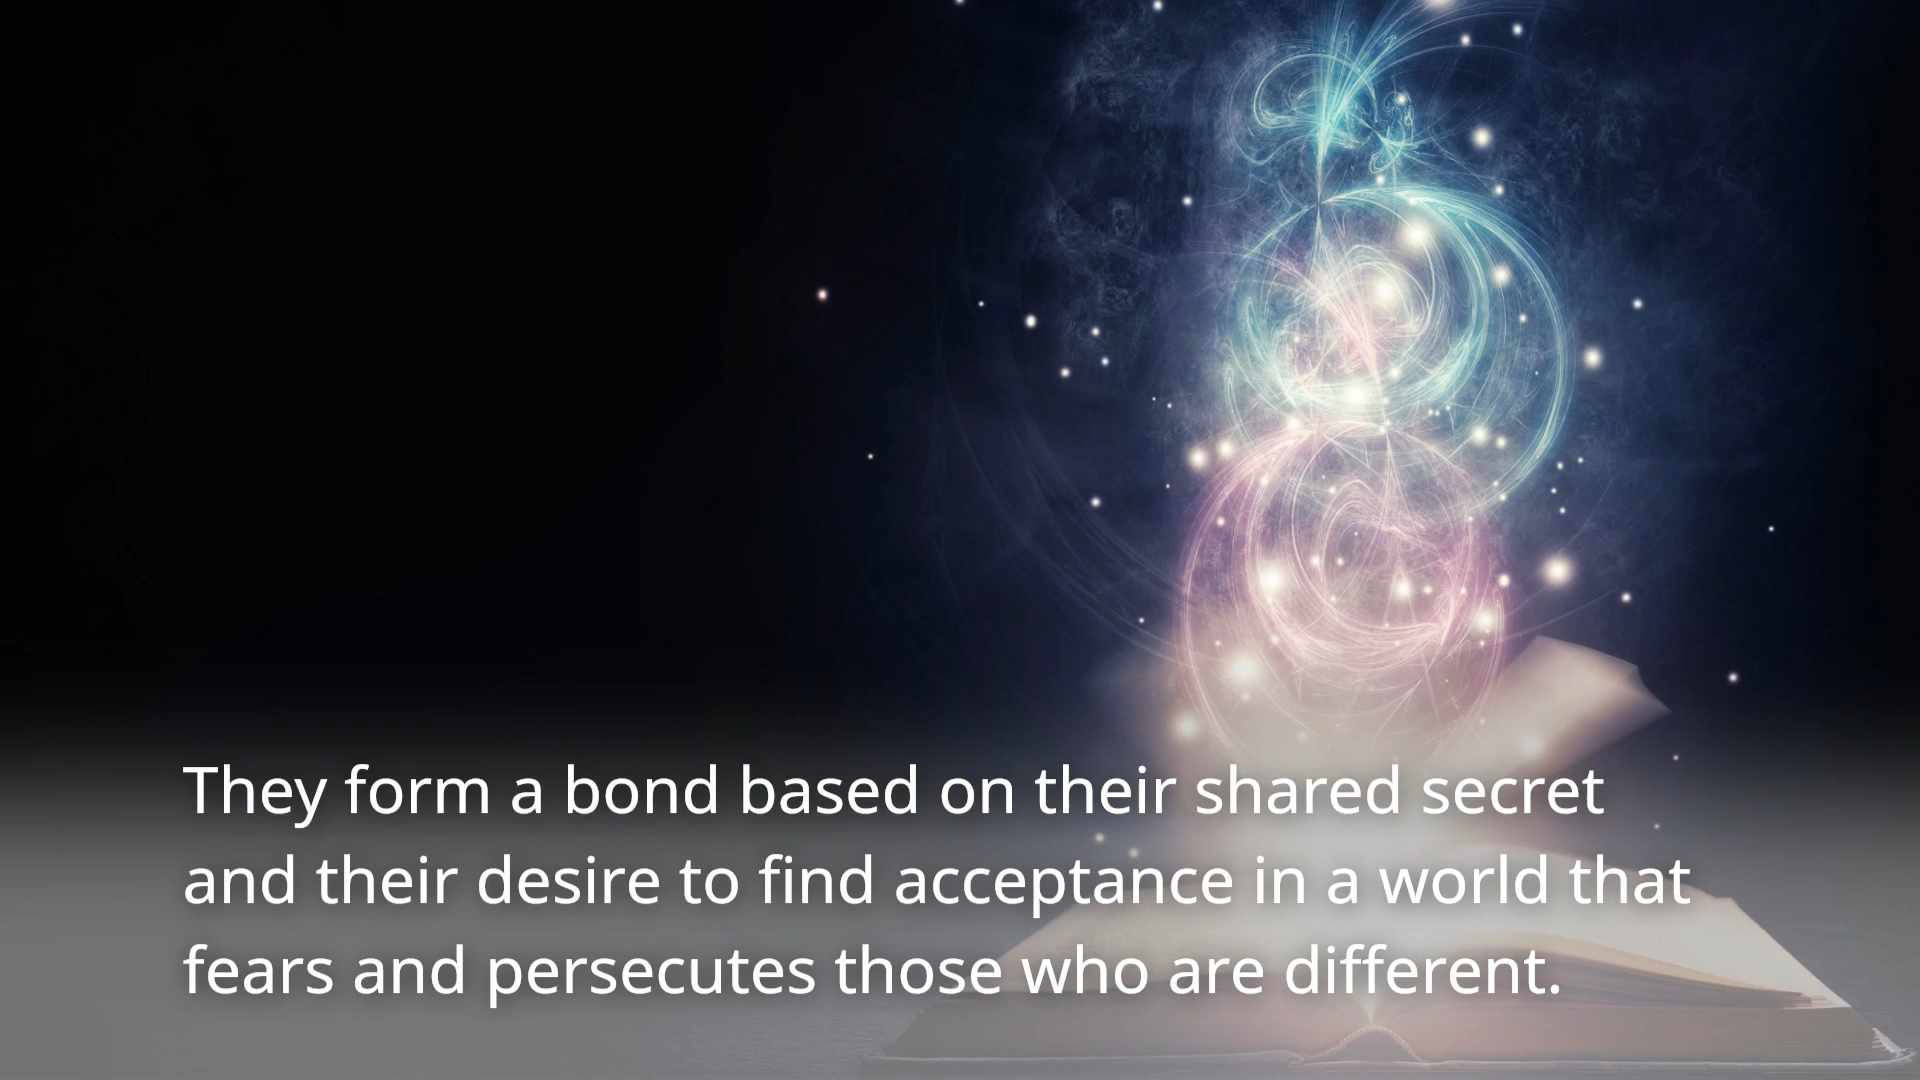 They form a bond based on their shared secret
and their desire to find acceptance in a world that
fears and persecutes those who are different.